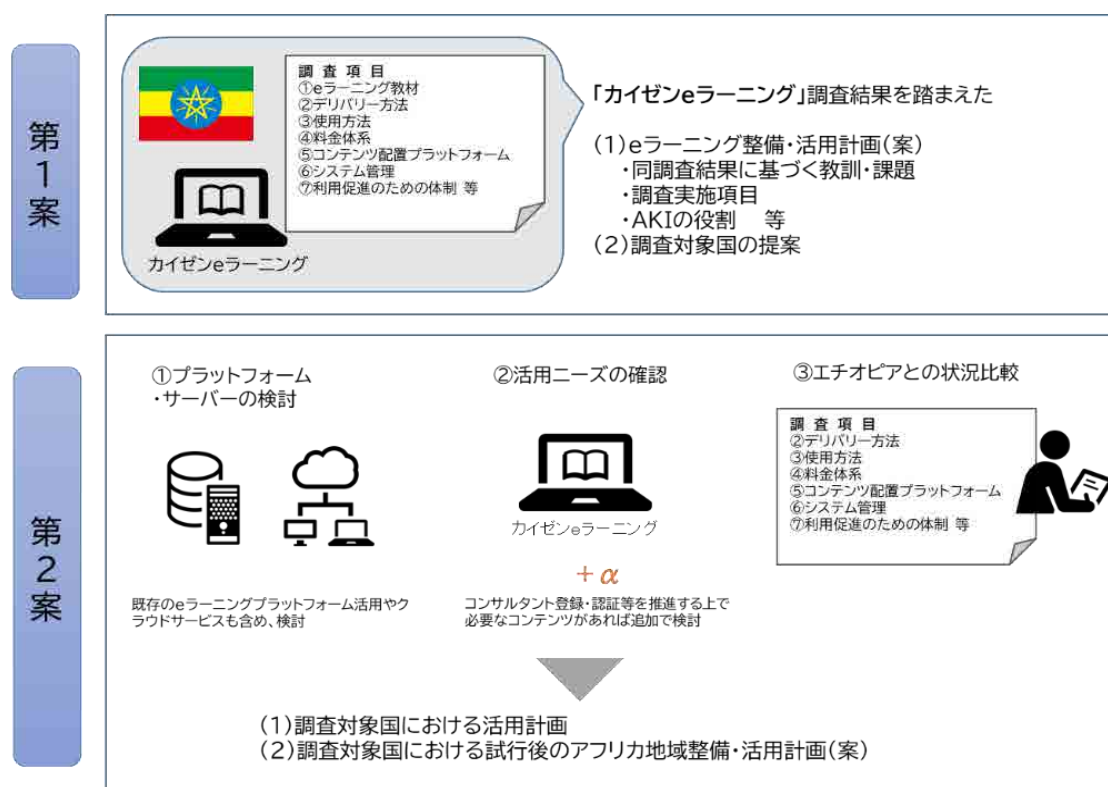 第1案
調 査 項 目
①eラーニング教材
②デリバリー方法
③使用方法
④料金体系
⑤コンテンツ配置プラットフォーム
⑥システム管理
⑦利用促進のための体制 等
カイゼンeラーニング
「カイゼンeラーニング」調査結果を踏まえた
(1)eラーニング整備・活用計画(案)
・同調査結果に基づく教訓・課題
・調査実施項目
・AKIの役割 等
(2)調査対象国の提案
第2案
①プラットフォーム
・サーバーの検討
既存のeラーニングプラットフォーム活用やク
ラウドサービスも含め、検討
②活用ニーズの確認
カイゼンeラーニング
+α
コンサルタント登録・認証等を推進する上で
必要なコンテンツがあれば追加で検討
③エチオピアとの状況比較
調 査 項 目
②デリバリー方法
③使用方法
④料金体系
⑤コンテンツ配置プラットフォーム
⑥システム管理
⑦利用促進のための体制 等
(1)調査対象国における活用計画
(2)調査対象国における試行後のアフリカ地域整備・活用計画(案)